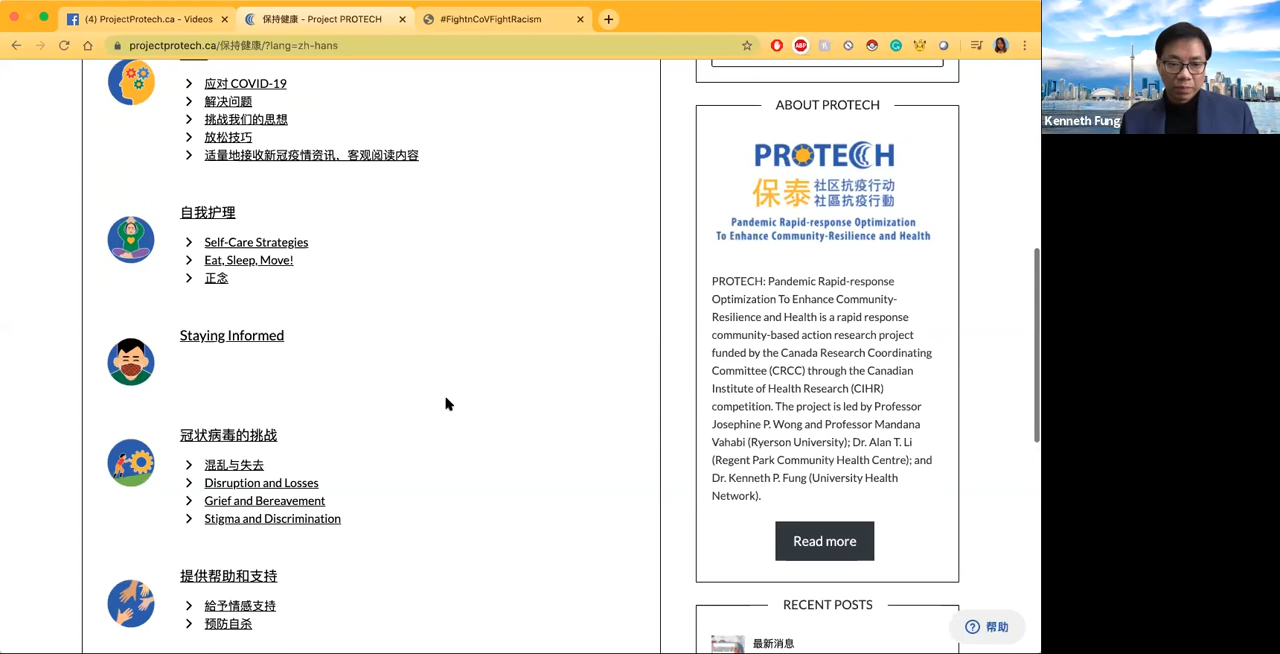 (4) ProjectProtech.ca - Videos
保持健康 - Project PROTECH
#FightnCoVFightRacism
projectprotech.ca/保持健康/?lang=zh-hans
ABP
Kenneth Fung
应对 COVID-19
解决问题
挑战我们的思想
放松技巧
适量地接收新冠疫情资讯，客观阅读内容
自我护理
Self-Care Strategies
Eat, Sleep, Move!
正念
Staying Informed
冠状病毒的挑战
混乱与失去
Disruption and Losses
Grief and Bereavement
Stigma and Discrimination
提供帮助和支持
給予情感支持
预防自杀
ABOUT PROTECH
PROTECH
保泰 社区抗疫行动
社區抗疫行動
Pandemic Rapid-response Optimization
To Enhance Community-Resilience and Health
PROTECH: Pandemic Rapid-response
Optimization To Enhance Community-
Resilience and Health is a rapid response
community-based action research project
funded by the Canada Research Coordinating
Committee (CRCC) through the Canadian
Institute of Health Research (CIHR)
competition. The project is led by Professor
Josephine P. Wong and Professor Mandana
Vahabi (Ryerson University); Dr. Alan T. Li
(Regent Park Community Health Centre); and
Dr. Kenneth P. Fung (University Health
Network).
Read more
RECENT POSTS
最新消息
帮助